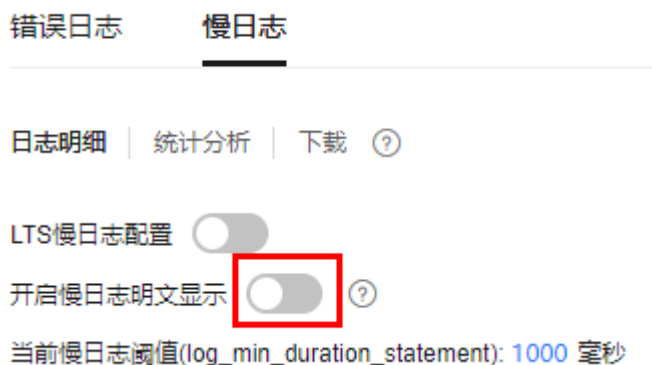 错误日志 慢日志
日志明细 统计分析 下载 ?
LTS慢日志配置
开启慢日志明文显示 ?
当前慢日志阈值(log_min_duration_statement): 1000 毫秒